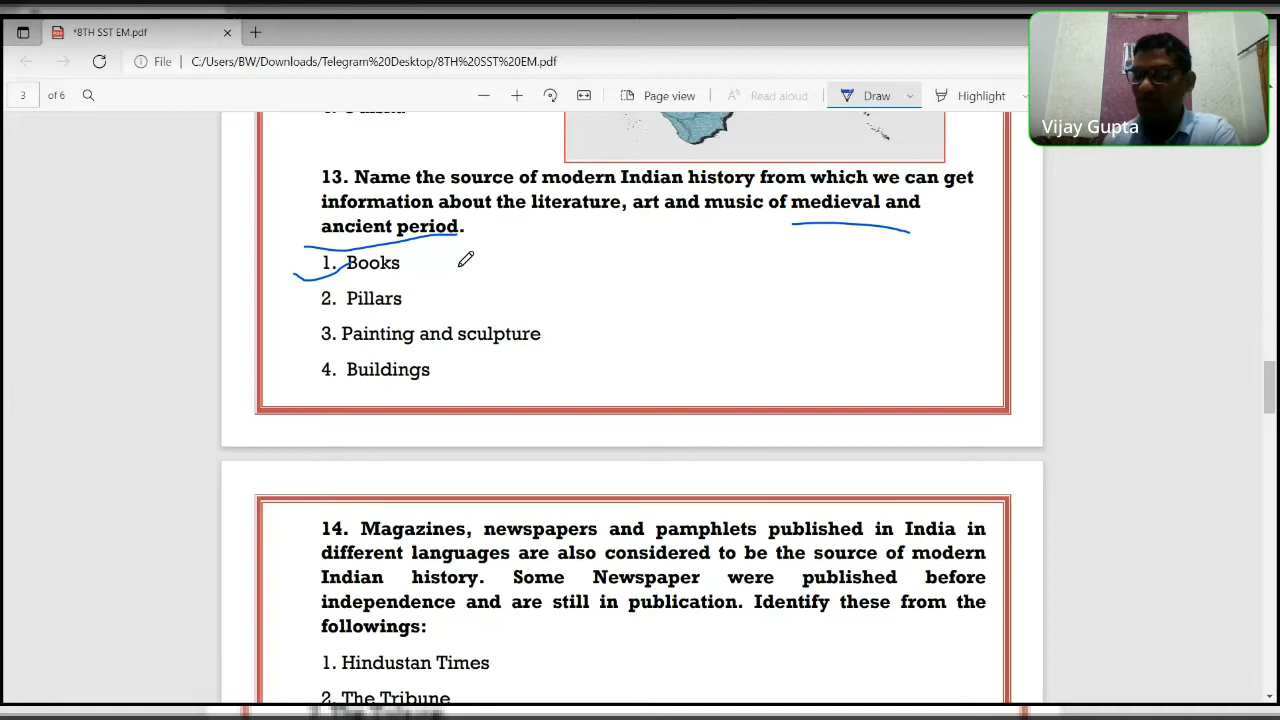 *8TH SST EM.pdf
File
C:/Users/BW/Downloads/Telegram%20Desktop/8TH%20SST%20EM.pdf
3
of 6
Page view
Read aloud
Draw
Highlight
Vijay Gupta
13. Name the source of modern Indian history from which we can get
information about the literature, art and music of medieval and
ancient period.
1. Books
2. Pillars
3. Painting and sculpture
4. Buildings
14. Magazines, newspapers and pamphlets published in India in
different languages are also considered to be the source of modern
Indian history. Some Newspaper were published before
independence and are still in publication. Identify these from the
followings:
1. Hindustan Times
2. The Tribune